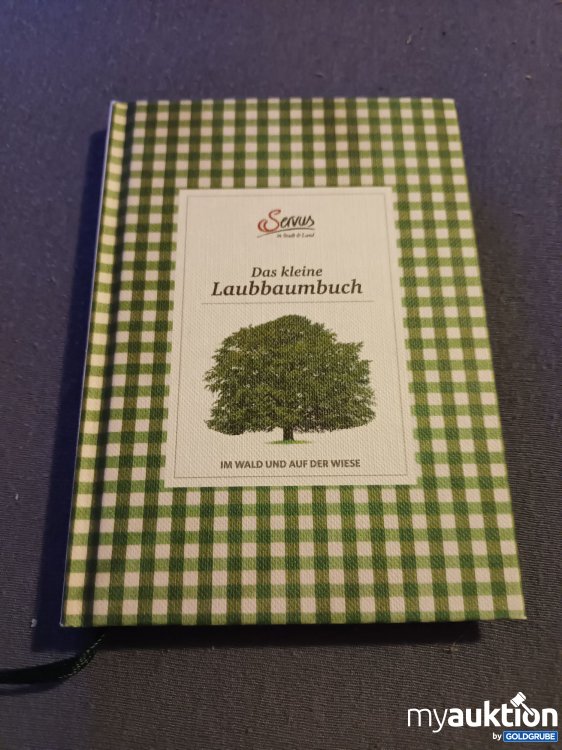 Servus
in Stadt & Land
Das kleine
Laubbaumbuch
IM WALD UND AUF DER WIESE
myauktion
by GOLDGRUBE